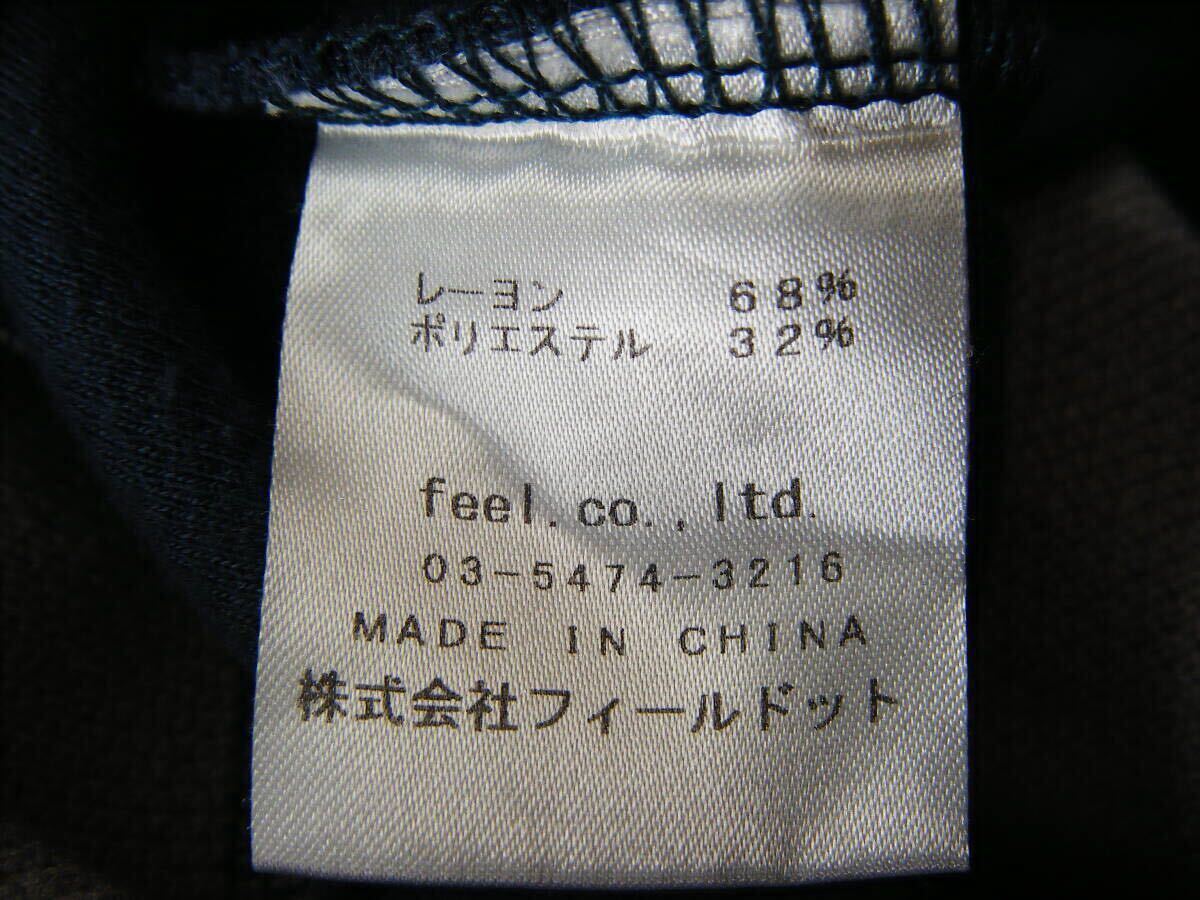 レーヨン 68%
ポリエステル 32%
feel.co.,ltd.
03-5474-3216
MADE IN CHINA
株式会社フィールドット